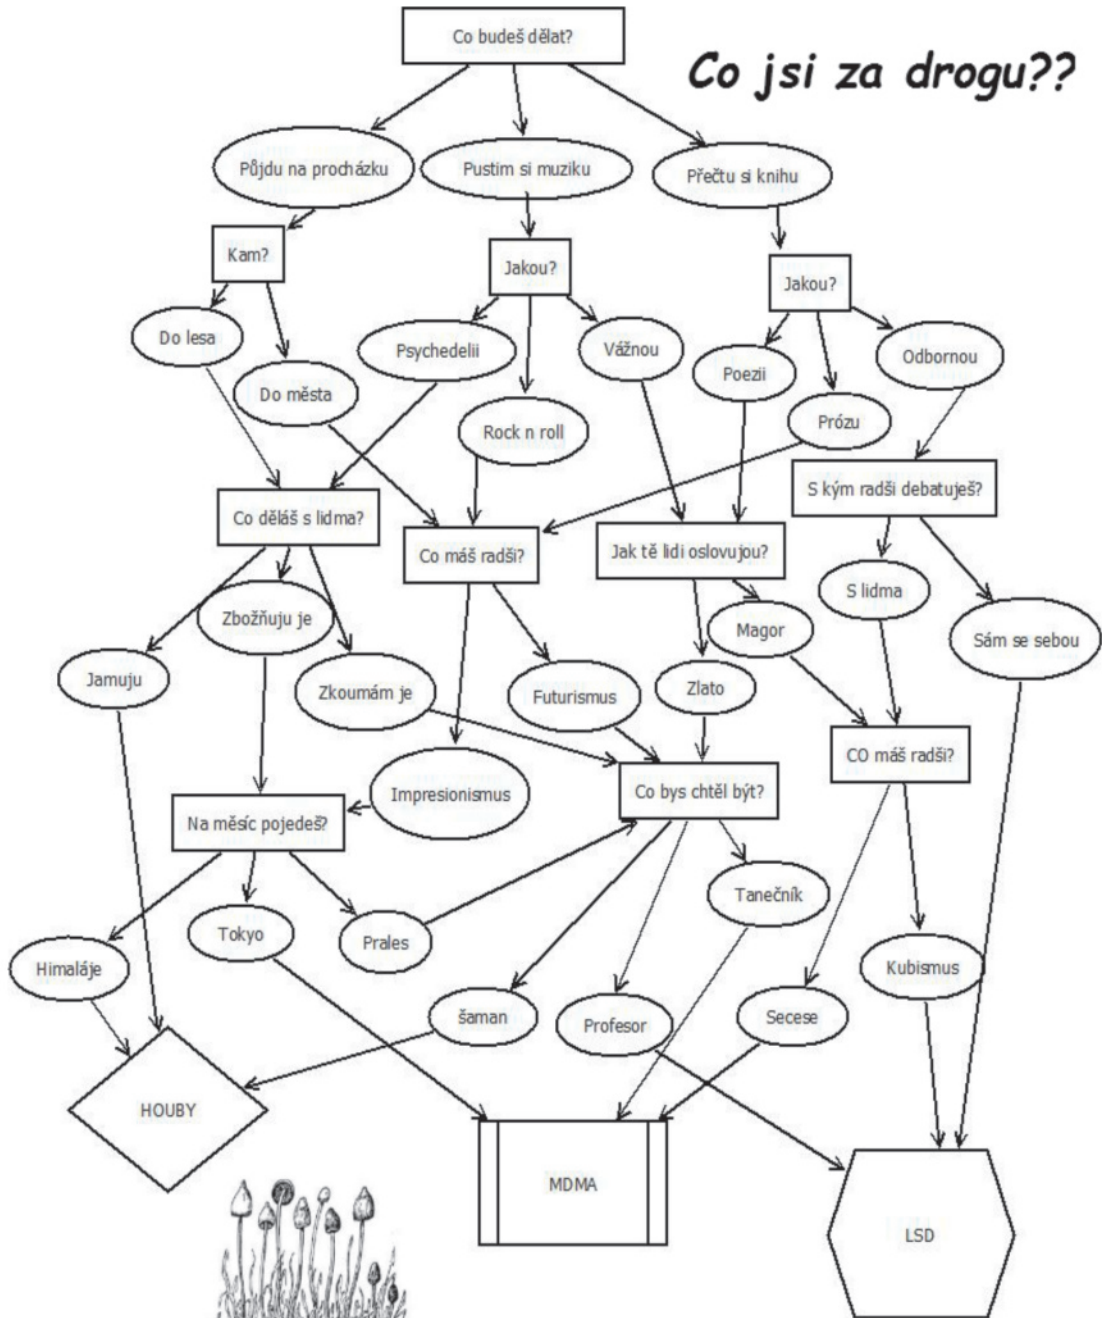 Co budeš dělat?
Co jsi za drogu??
Půjdu na procházku
Pustim si muziku
Přečtu si knihu
Kam?
Jakou?
Jakou?
Do lesa
Psychedelii
Vážnou
Poezii
Odbornou
Do města
Rock n roll
Prózu
Co děláš s lidma?
Co máš radši?
Jak tě lidi oslovujou?
S kým radši debatuješ?
Zbožňuju je
S lidma
Magor
Sám se sebou
Jamuju
Zkoumám je
Futurismus
Zlato
CO máš radši?
Impresionismus
Co bys chtěl být?
Na měsíc pojedeš?
Tanečník
Tokyo
Prales
Himaláje
Kubismus
šaman
Profesor
Secese
HOUBY
MDMA
LSD